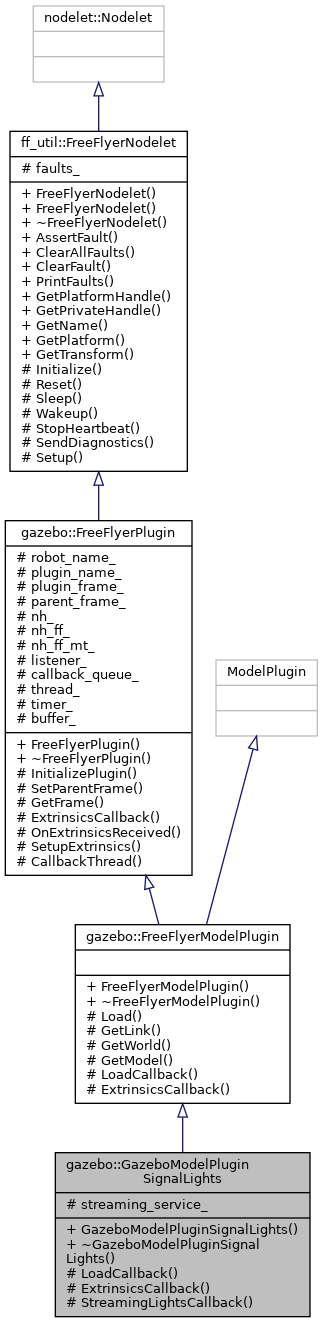 nodelet::Nodelet
ff_util::FreeFlyerNodelet
# faults_
+ FreeFlyerNodelet()
+ FreeFlyerNodelet()
+ ~FreeFlyerNodelet()
+ AssertFault()
+ ClearAllFaults()
+ ClearFault()
+ PrintFaults()
+ GetPlatformHandle()
+ GetPrivateHandle()
+ GetName()
+ GetPlatform()
+ GetTransform()
# Initialize()
# Reset()
# Sleep()
# Wakeup()
# StopHeartbeat()
# SendDiagnostics()
# Setup()
gazebo::FreeFlyerPlugin
# robot_name_
# plugin_name_
# plugin_frame_
# parent_frame_
# nh_
# nh_ff_
# nh_ff_mt_
# listener_
# callback_queue_
# thread_
# timer_
# buffer_
+ FreeFlyerPlugin()
+ ~FreeFlyerPlugin()
# InitializePlugin()
# SetParentFrame()
# GetFrame()
# ExtrinsicsCallback()
# OnExtrinsicsReceived()
# SetupExtrinsics()
# CallbackThread()
ModelPlugin
gazebo::FreeFlyerModelPlugin
+ FreeFlyerModelPlugin()
+ ~FreeFlyerModelPlugin()
# Load()
# GetLink()
# GetWorld()
# GetModel()
# LoadCallback()
# ExtrinsicsCallback()
gazebo::GazeboModelPlugin
SignalLights
# streaming_service_
+ GazeboModelPluginSignalLights()
+ ~GazeboModelPluginSignal
Lights()
# LoadCallback()
# ExtrinsicsCallback()
# StreamingLightsCallback()